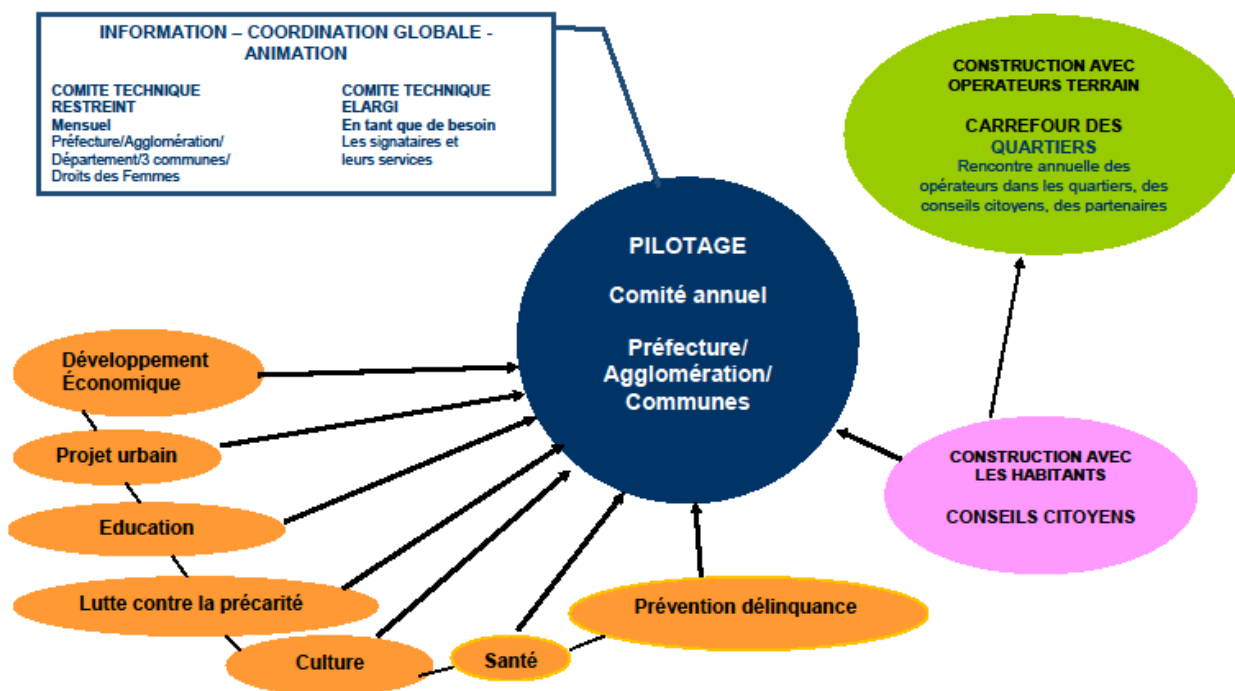 INFORMATION – COORDINATION GLOBALE -
ANIMATION
COMITE TECHNIQUE
RESTREINT
Mensuel
Préfecture/Agglomération/
Département/3 communes/
Droits des Femmes
COMITE TECHNIQUE
ELARGI
En tant que de besoin
Les signataires et
leurs services
CONSTRUCTION AVEC
OPERATEURS TERRAIN
CARREFOUR DES
QUARTIERS
Rencontre annuelle des
opérateurs dans les quartiers, des
conseils citoyens, des partenaires
PILOTAGE
Comité annuel
Préfecture/
Agglomération/
Communes
Développement
Économique
Projet urbain
Education
Lutte contre la précarité
Culture
Santé
Prévention délinquance
CONSTRUCTION AVEC
LES HABITANTS
CONSEILS CITOYENS